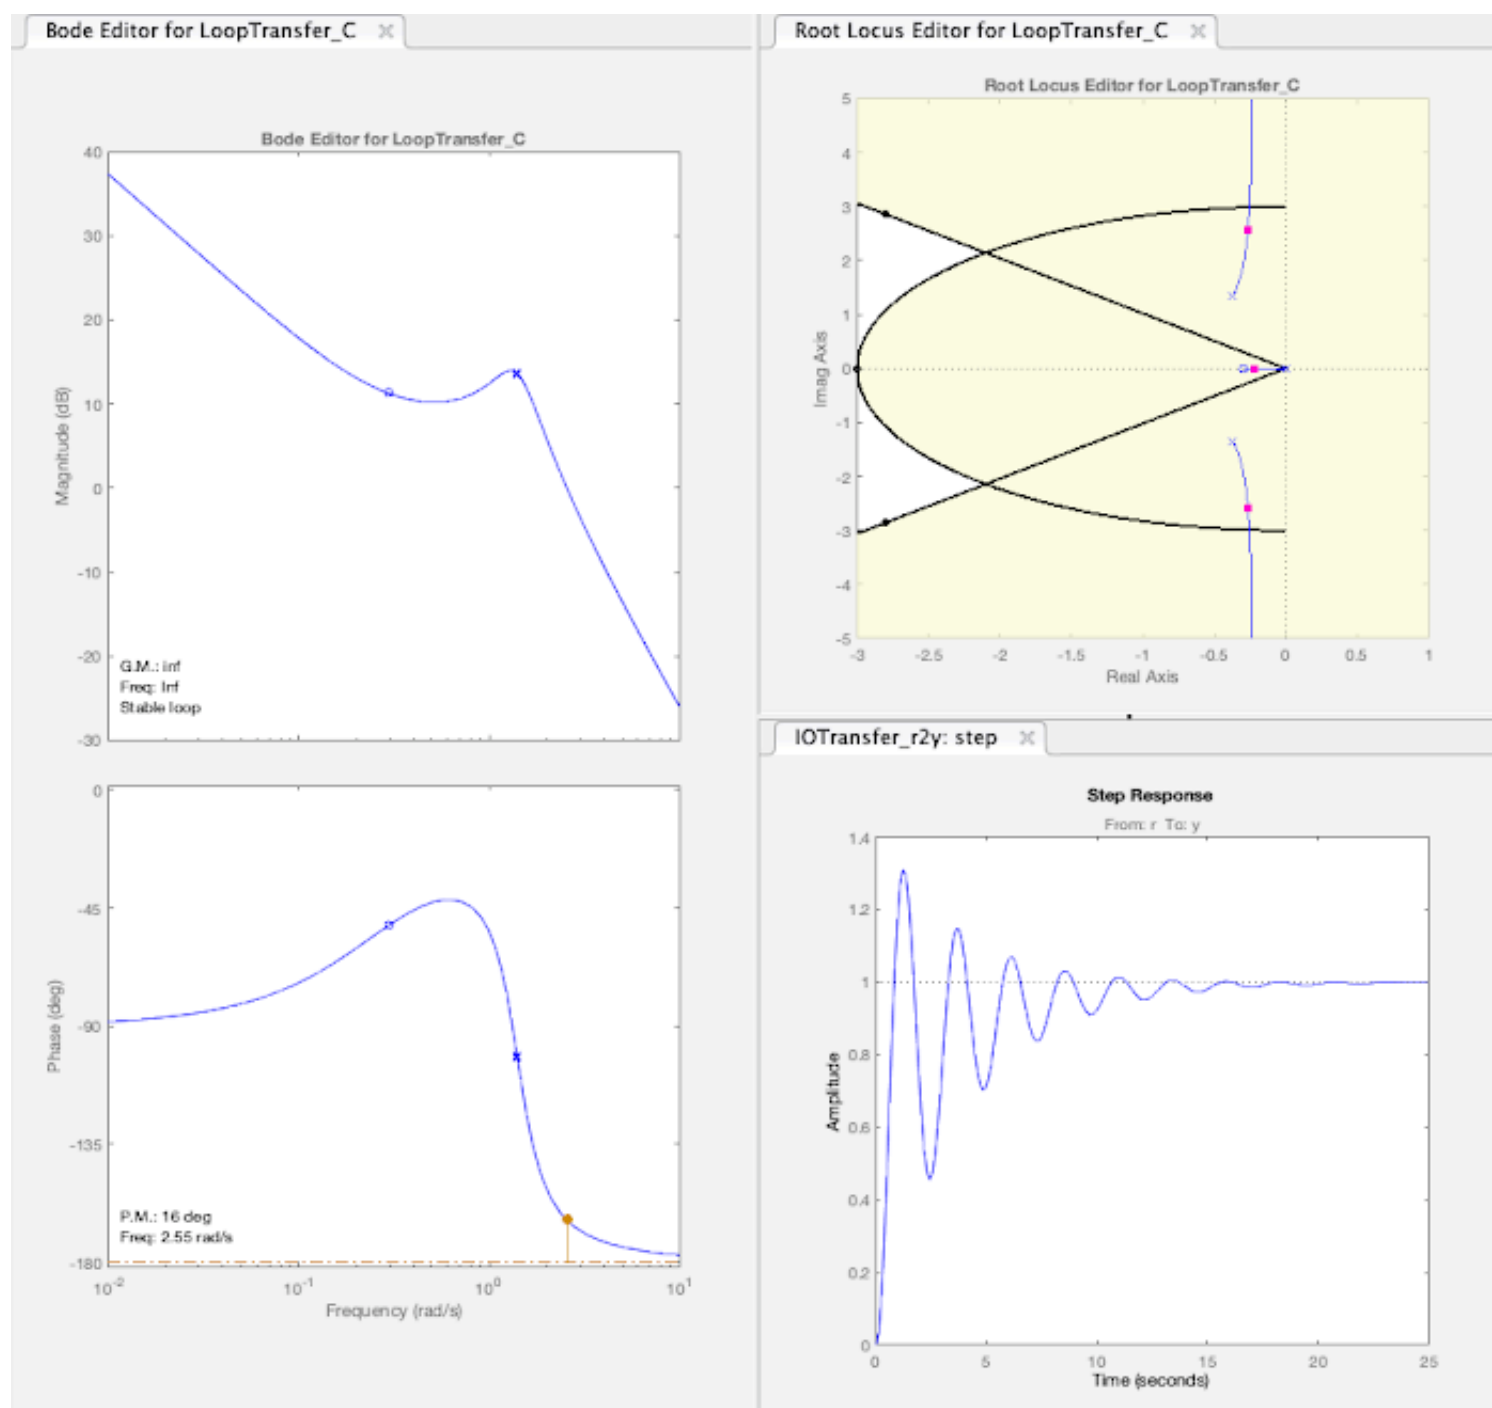 Bode Editor for LoopTransfer_C
Bode Editor for LoopTransfer_C
40
30
20
10
0
-10
-20
-30
Magnitude (dB)
G.M.: inf
Freq: Inf
Stable loop
0
-45
-90
-135
-180
Phase (deg)
P.M.: 16 deg
Freq: 2.55 rad/s
10^-2
10^-1
10^0
10^1
Frequency (rad/s)
Root Locus Editor for LoopTransfer_C
Root Locus Editor for LoopTransfer_C
5
4
3
2
1
0
-1
-2
-3
-4
-5
Imag Axis
-3
-2.5
-2
-1.5
-1
-0.5
0
0.5
1
Real Axis
IOTransfer_r2y: step
Step Response
From: r To: y
1.4
1.2
1
0.8
0.6
0.4
0.2
0
Amplitude
0
5
10
15
20
25
Time (seconds)